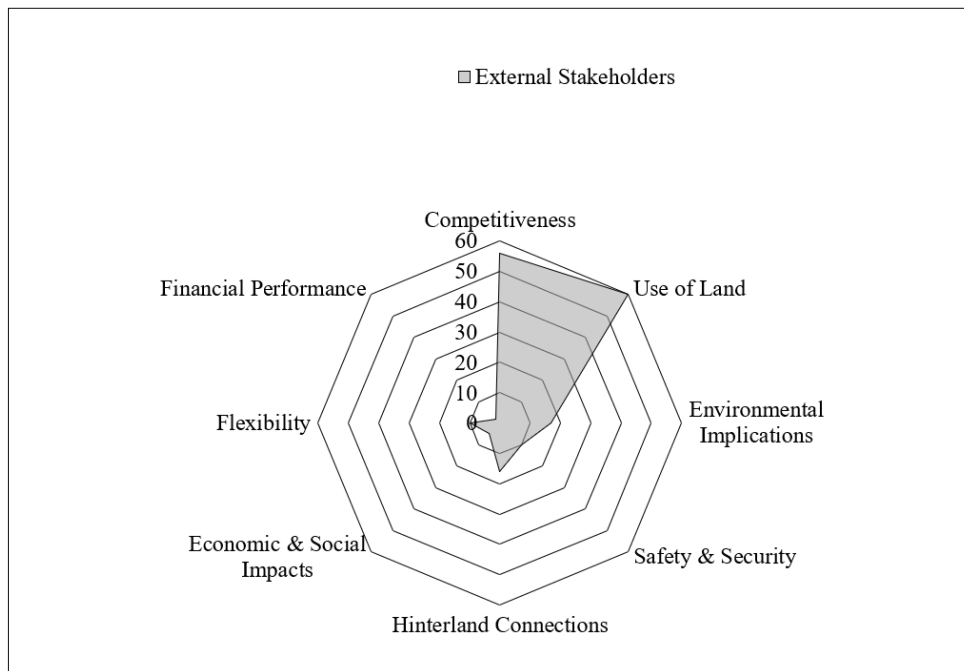 External Stakeholders
Competitiveness
60
Financial Performance
Use of Land
50
40
30
20
10
Flexibility
0
Environmental
Implications
Economic & Social
Impacts
Safety & Security
Hinterland Connections